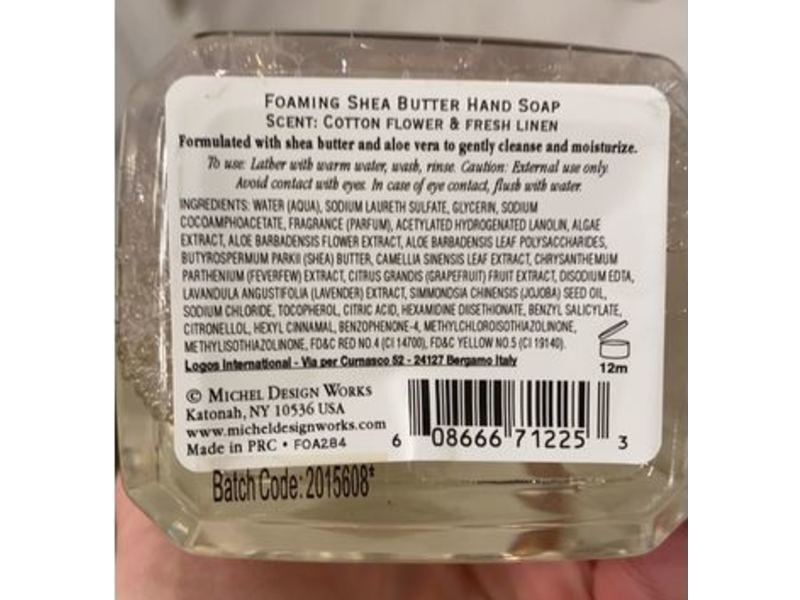 FOAMING SHEA BUTTER HAND SOAP
SCENT: COTTON FLOWER & FRESH LINEN
Formulated with shea butter and aloe vera to gently cleanse and moisturize.
To use: Lather with warm water, wash, rinse. Caution: External use only.
Avoid contact with eyes. In case of eye contact, flush with water.
INGREDIENTS: WATER (AQUA), SODIUM LAURETH SULFATE, GLYCERIN, SODIUM
COCOAMPHOACETATE, FRAGRANCE (PARFUM), ACETYLATED HYDROGENATED LANOLIN, ALGAE
EXTRACT, ALOE BARBADENSIS FLOWER EXTRACT, ALOE BARBADENSIS LEAF POLYSACCHARIDES,
BUTYROSPERMUM PARKII (SHEA) BUTTER, CAMELLIA SINENSIS LEAF EXTRACT, CHRYSANTHEMUM
PARTHENIUM (FEVERFEW) EXTRACT, CITRUS GRANDIS (GRAPEFRUIT) FRUIT EXTRACT, DISODIUM EDTA,
LAVANDULA ANGUSTIFOLIA (LAVENDER) EXTRACT, SIMMONDSIA CHINENSIS (JOJOBA) SEED OIL,
SODIUM CHLORIDE, TOCOPHEROL, CITRIC ACID, HEXAMIDINE DIISETHIONATE, BENZYL SALICYLATE,
CITRONELLOL, HEXYL CINNAMAL, BENZOPHENONE-4, METHYLCHLOROISOTHIAZOLINONE,
METHYLISOTHIAZOLINONE, FD&C RED NO.4 (CI 14700), FD&C YELLOW NO.5 (CI 19140).
Logos International - Via per Curnasco 52 - 24127 Bergamo Italy
12m
© MICHEL DESIGN WORKS
Katonah, NY 10536 USA
www.micheldesignworks.com
Made in PRC • FOA284
6 08666 71225 3
Batch Code: 2015608‡